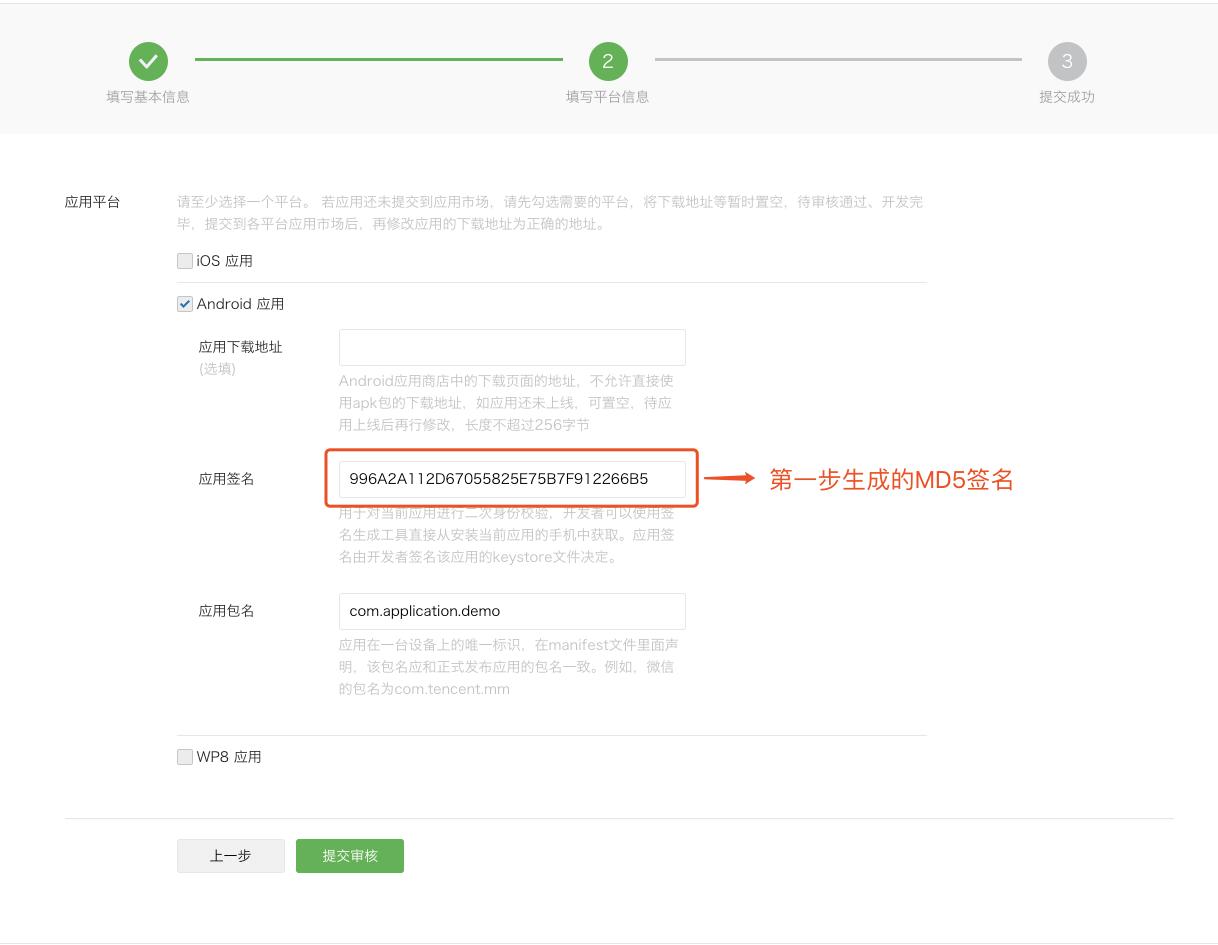 2
3
填写基本信息
填写平台信息
提交成功
应用平台
请至少选择一个平台。 若应用还未提交到应用市场，请先勾选需要的平台，将下载地址等暂时置空，待审核通过、开发完
毕，提交到各平台应用市场后，再修改应用的下载地址为正确的地址。
iOS 应用
Android 应用
应用下载地址
(选填)
Android应用商店中的下载页面的地址，不允许直接使
用apk包的下载地址，如应用还未上线，可置空，待应
用上线后再行修改，长度不超过256字节
应用签名
996A2A112D67055825E75B7F912266B5
第一步生成的MD5签名
用于对当前应用进行二次身份校验，开发者可以使用签
名生成工具直接从安装当前应用的手机中获取。应用签
名由开发者签名该应用的keystore文件决定。
应用包名
com.application.demo
应用在一台设备上的唯一标识，在manifest文件里面声
明，该包名应和正式发布应用的包名一致。例如，微信
的包名为com.tencent.mm
WP8 应用
上一步
提交审核